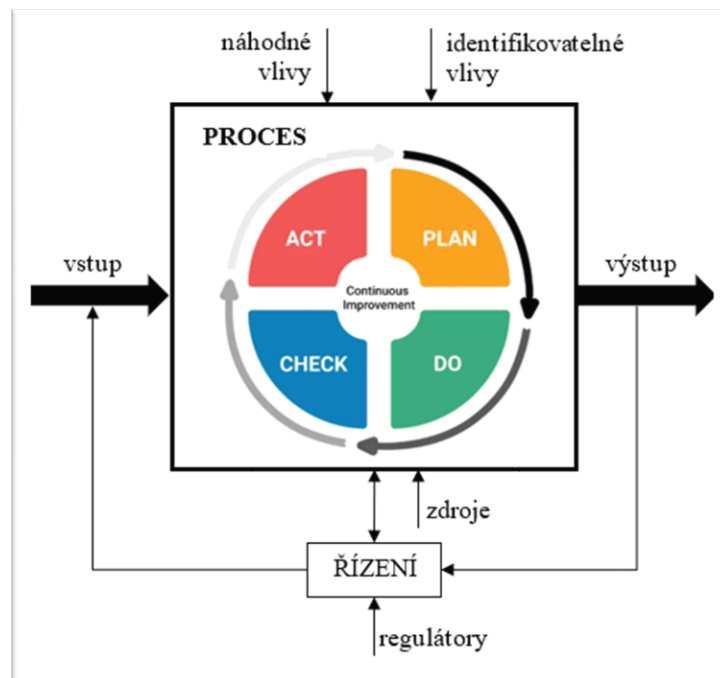 náhodné
vlivy
identifikovatelné
vlivy
PROCES
ACT
PLAN
vstup
výstup
Continuous
Improvement
CHECK
DO
zdroje
ŘÍZENÍ
regulátory